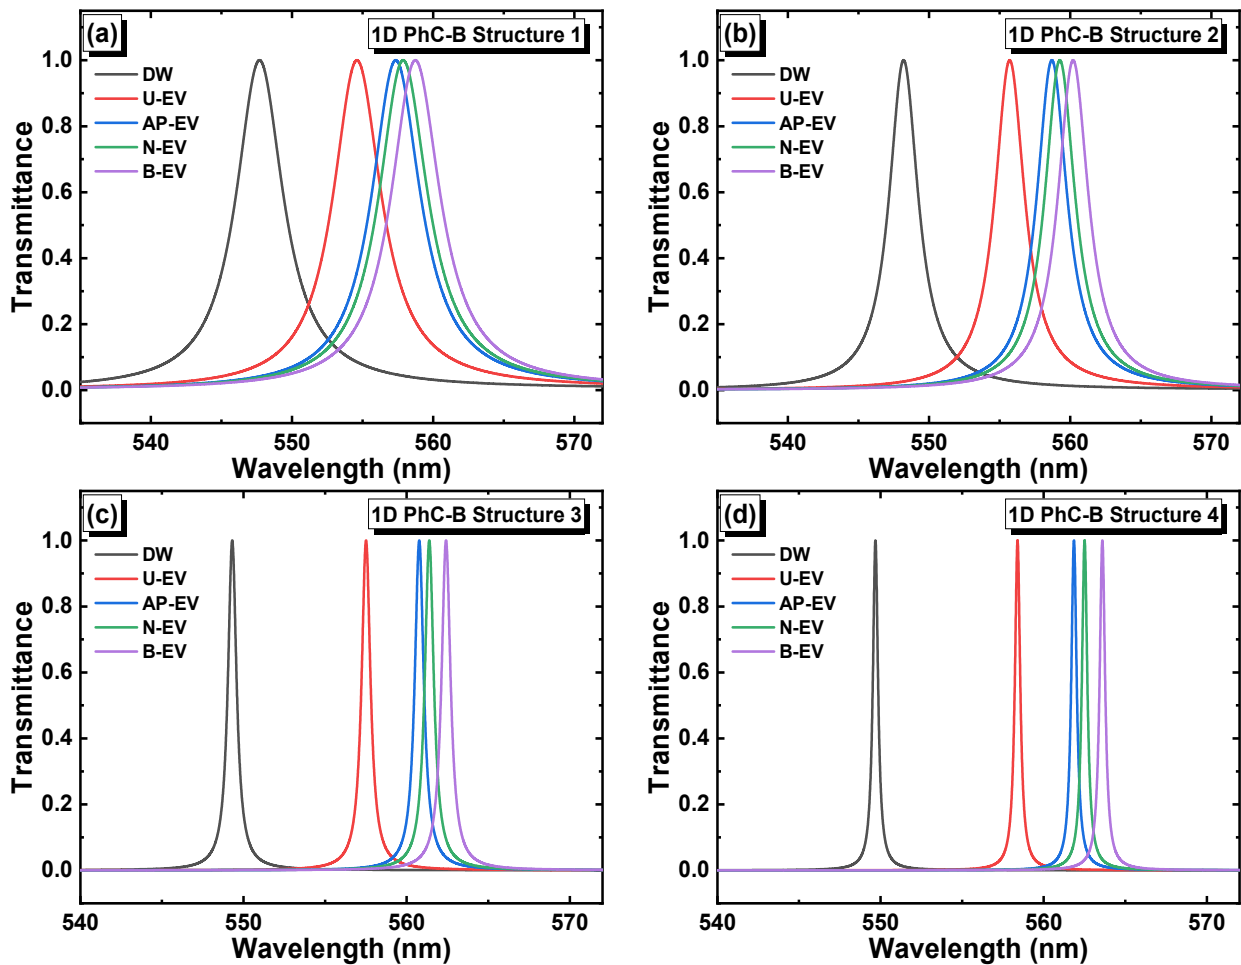 (a)
1D PhC-B Structure 1
DW
U-EV
AP-EV
N-EV
B-EV
Transmittance
1.0
0.8
0.6
0.4
0.2
0.0
540 550 560 570
Wavelength (nm)
(b)
1D PhC-B Structure 2
DW
U-EV
AP-EV
N-EV
B-EV
Transmittance
1.0
0.8
0.6
0.4
0.2
0.0
540 550 560 570
Wavelength (nm)
(c)
1D PhC-B Structure 3
DW
U-EV
AP-EV
N-EV
B-EV
Transmittance
1.0
0.8
0.6
0.4
0.2
0.0
540 550 560 570
Wavelength (nm)
(d)
1D PhC-B Structure 4
DW
U-EV
AP-EV
N-EV
B-EV
Transmittance
1.0
0.8
0.6
0.4
0.2
0.0
540 550 560 570
Wavelength (nm)